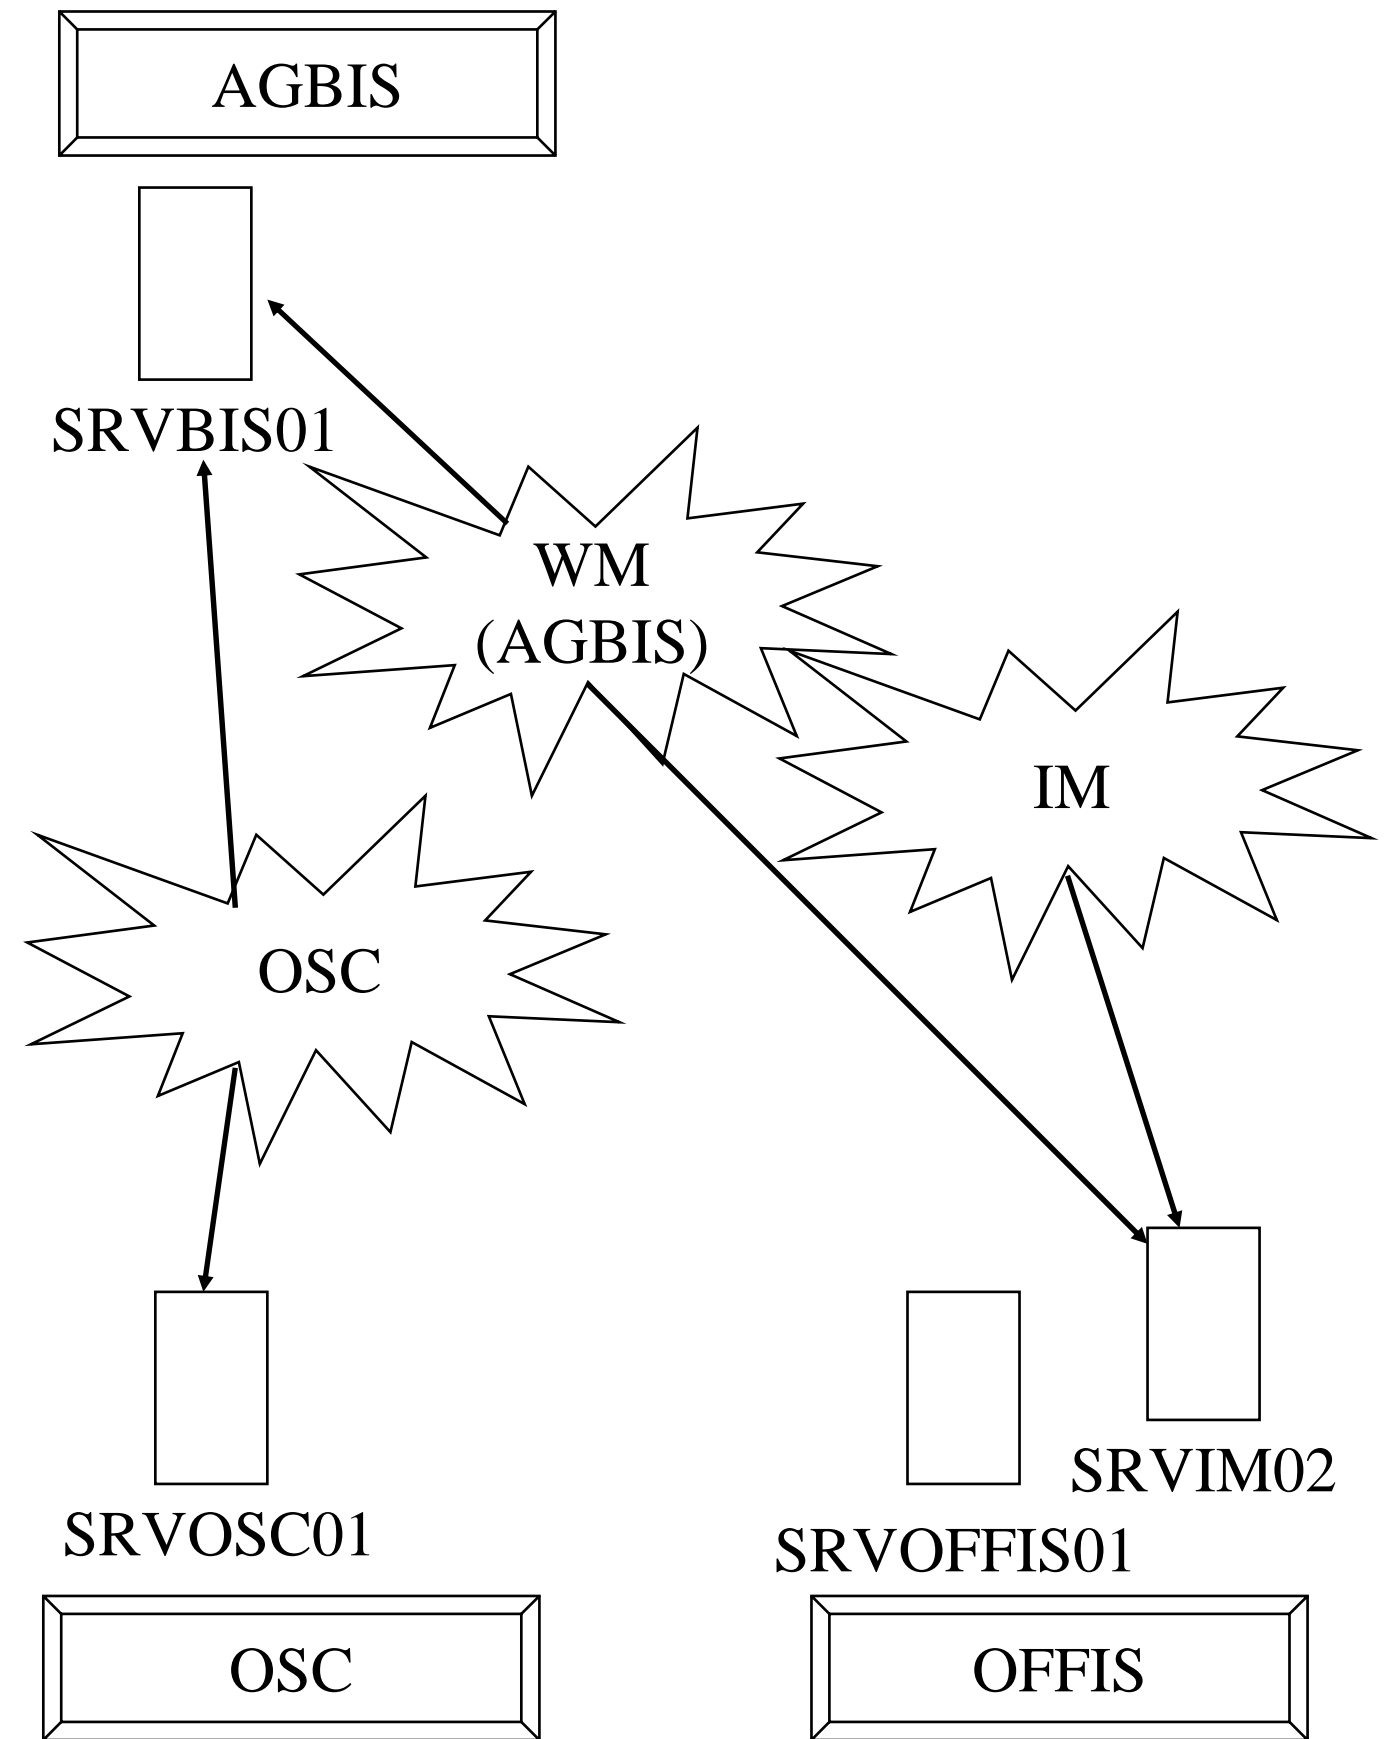 AGBIS
SRVBIS01
WM
(AGBIS)
IM
OSC
SRVIM02
SRVOSC01
SRVOFFIS01
OSC
OFFIS